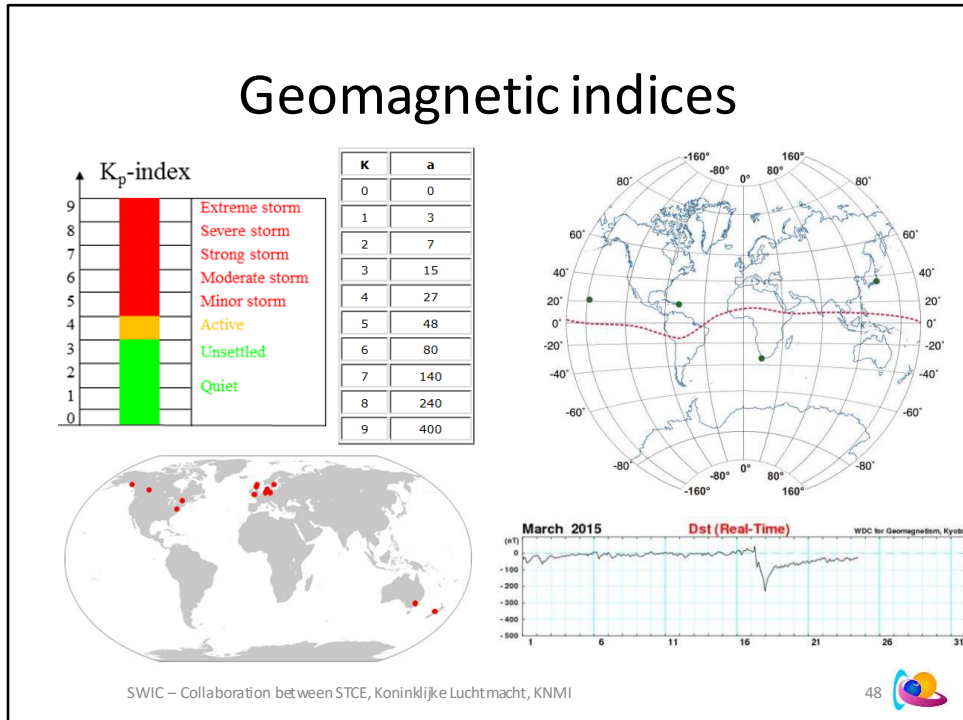 Geomagnetic indices
Kp-index
9 Extreme storm
8 Severe storm
7 Strong storm
6 Moderate storm
5 Minor storm
4 Active
3 Unsettled
2
Quiet
1
0
K a
0 0
1 3
2 7
3 15
4 27
5 48
6 80
7 140
8 240
9 400
-160° 160°
-80° 0° 80°
80° 80°
60° 60°
40° 40°
20° 20°
0° 0°
-20° -20°
-40° -40°
-60° -60°
-80° -80°
-80° 0° 80°
-160° 160°
March 2015 Dst (Real-Time) WDC for Geomagnetism, Kyoto
(nT)
0
-100
-200
-300
-400
-500
1 6 11 16 21 26 31
SWIC – Collaboration between STCE, Koninklijke Luchtmacht, KNMI 48